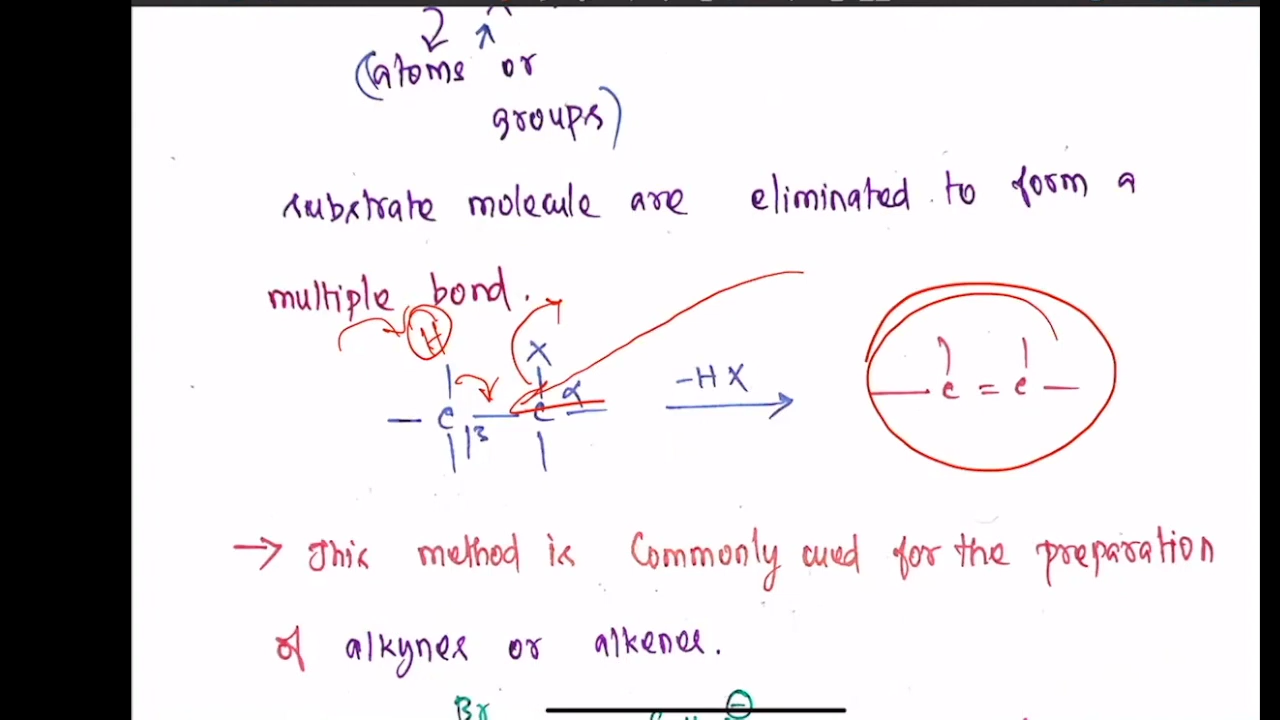 (atoms or
groups)
substrate molecule are eliminated to form a
multiple bond.
H
X
α
— C — C —
β
-HX
— C = C —
→ This method is Commonly used for the preparation
of alkynes or alkenes.
Br